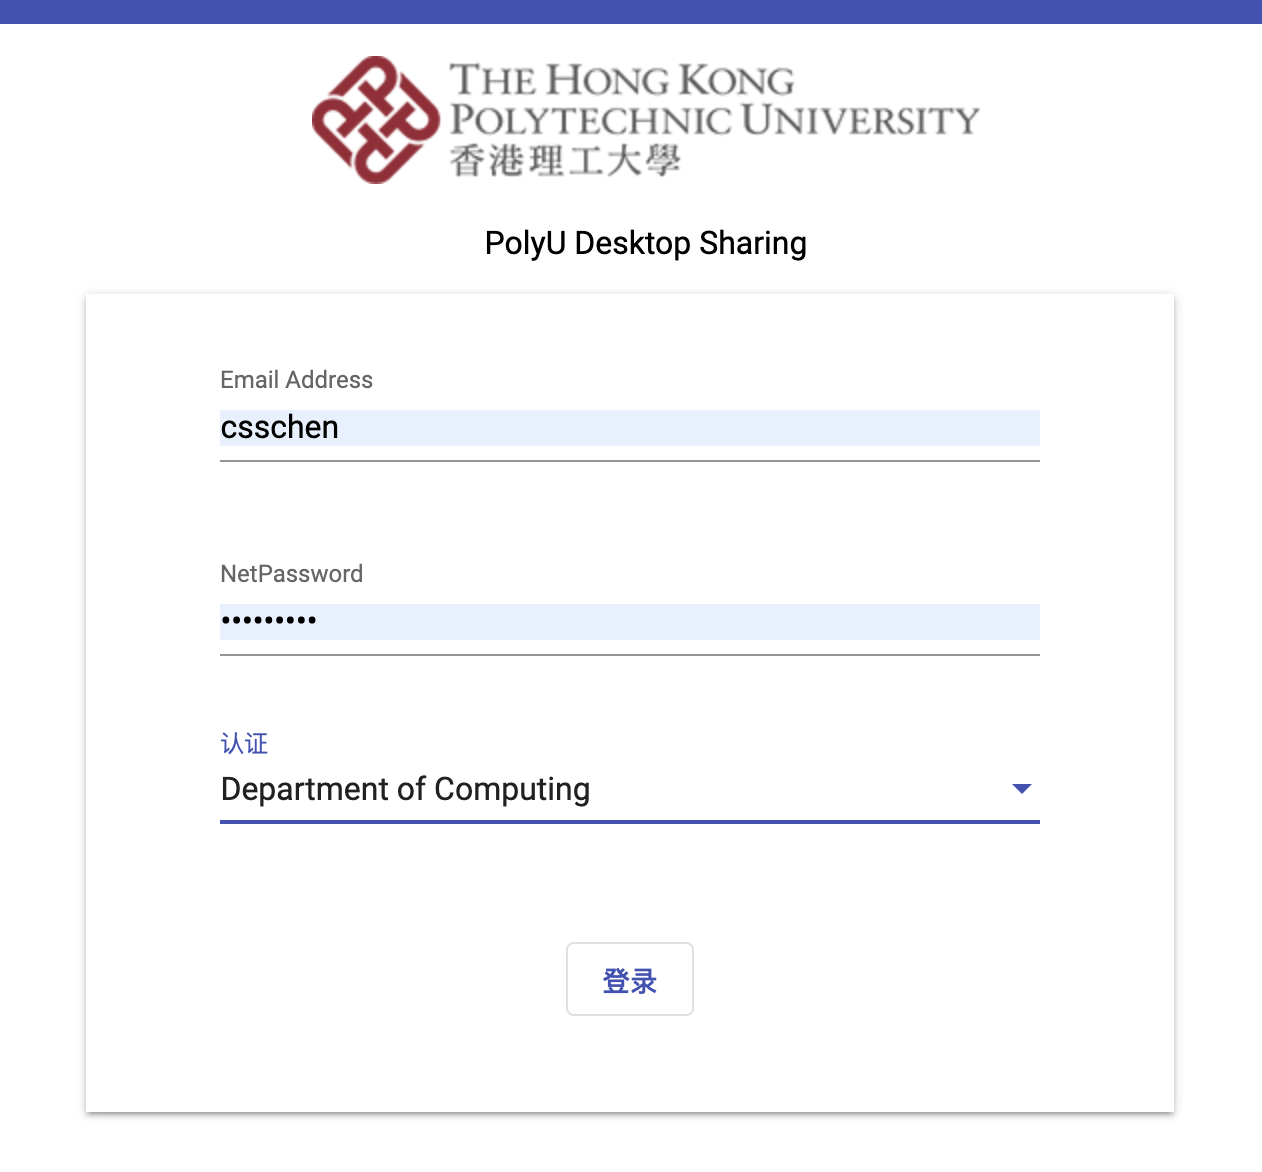 THE HONG KONG
POLYTECHNIC UNIVERSITY
香港理工大學
PolyU Desktop Sharing
Email Address
csschen
NetPassword
•••••••••
认证
Department of Computing
登录